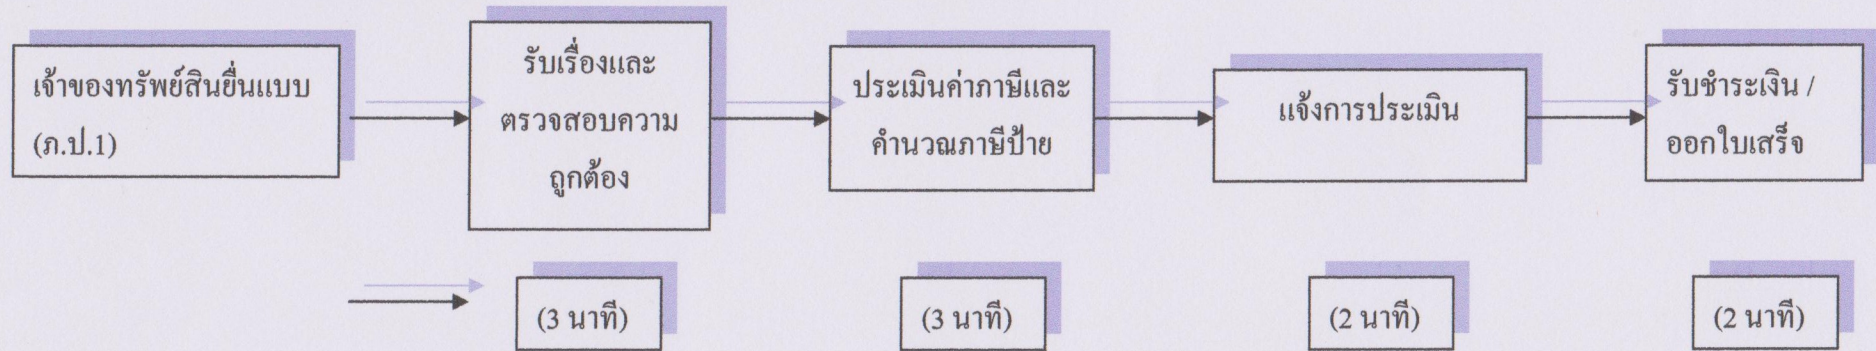 เจ้าของทรัพย์สินยื่นแบบ
(ภ.ป.1)
รับเรื่องและ
ตรวจสอบความ
ถูกต้อง
ประเมินค่าภาษีและ
คำนวณภาษีป้าย
แจ้งการประเมิน
รับชำระเงิน /
ออกใบเสร็จ
(3 นาที)
(3 นาที)
(2 นาที)
(2 นาที)